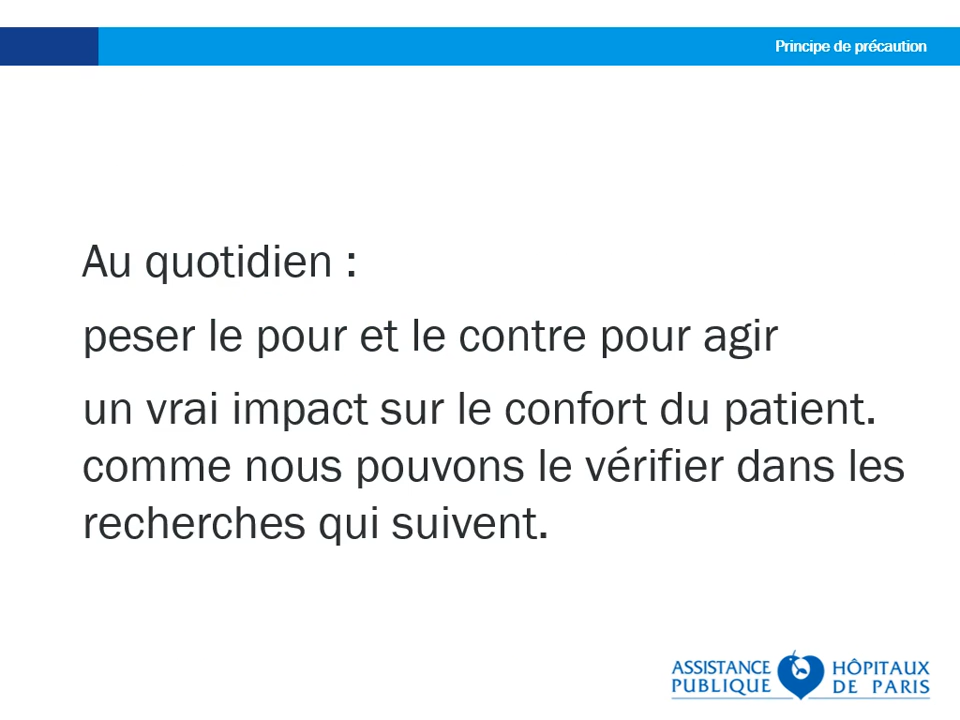 Principe de précaution
Au quotidien :
peser le pour et le contre pour agir
un vrai impact sur le confort du patient.
comme nous pouvons le vérifier dans les
recherches qui suivent.
ASSISTANCE HÔPITAUX
PUBLIQUE DE PARIS